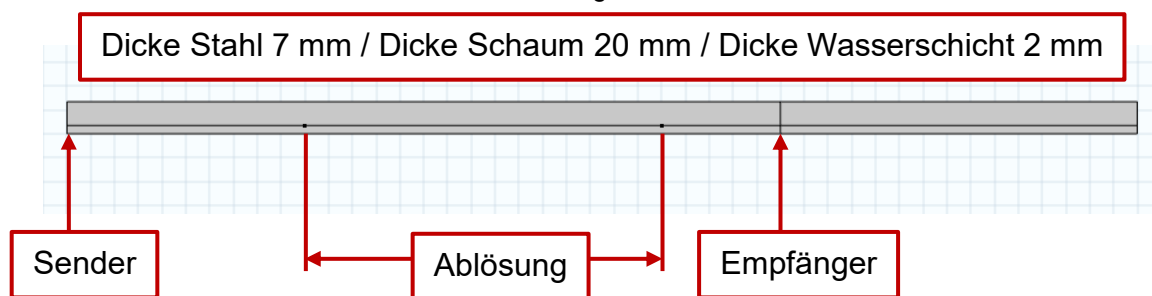 Dicke Stahl 7 mm / Dicke Schaum 20 mm / Dicke Wasserschicht 2 mm
Sender
Ablösung
Empfänger